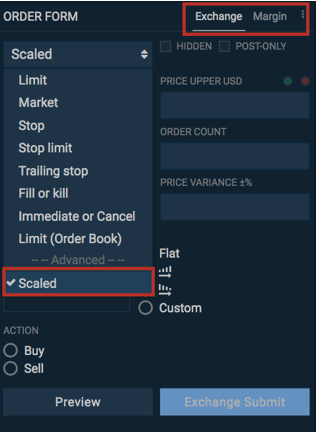 ORDER FORM
Exchange Margin
Scaled
HIDDEN POST-ONLY
Limit
Market
Stop
Stop limit
Trailing stop
Fill or kill
Immediate or Cancel
Limit (Order Book)
-- Advanced --
Scaled
PRICE UPPER USD
ORDER COUNT
PRICE VARIANCE ±%
Flat
Custom
ACTION
Buy
Sell
Preview
Exchange Submit